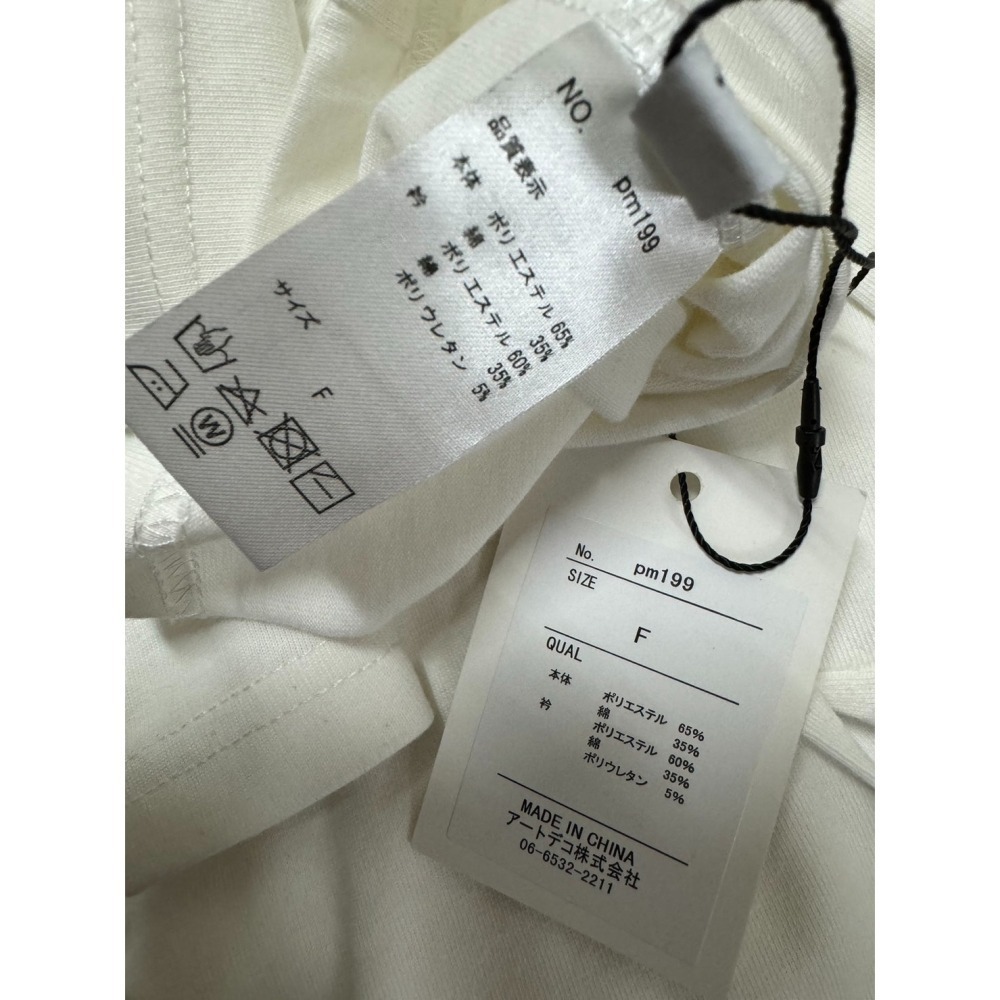 NO. pm199
品質表示
本体 ポリエステル 65%
綿 35%
衿 ポリエステル 60%
綿 35%
ポリウレタン 5%
サイズ F
W
No. pm199
SIZE
F
QUAL
本体 ポリエステル 65%
綿 35%
衿 ポリエステル 60%
綿 35%
ポリウレタン 5%
MADE IN CHINA
アートデコ株式会社
06-6532-2211